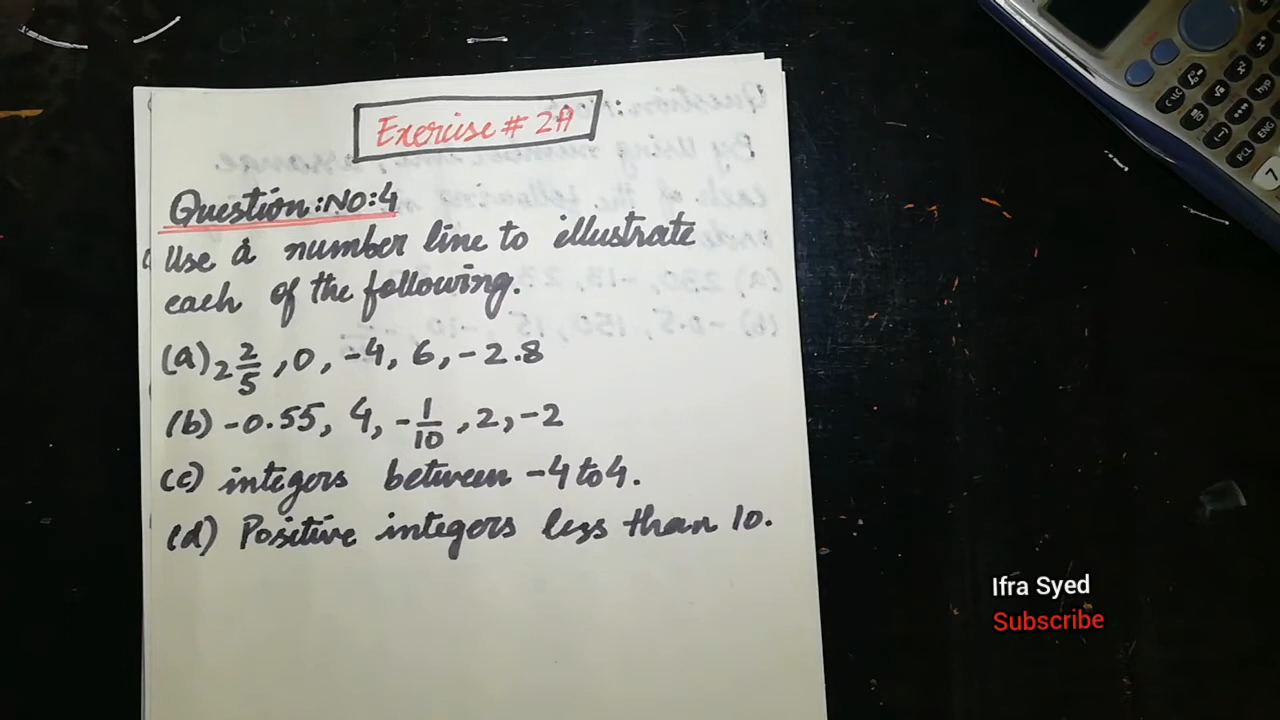 Exercise # 2A
Question:NO:4
Use a number line to illustrate
each of the following.
(a) 2 2/5, 0, -4, 6, -2.8
(b) -0.55, 4, -1/10, 2, -2
(c) integers between -4 to 4.
(d) Positive integers less than 10.
Ifra Syed
Subscribe